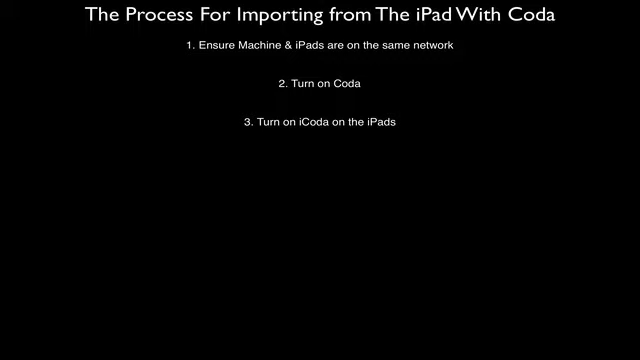 The Process For Importing from The iPad With Coda
1. Ensure Machine & iPads are on the same network
2. Turn on Coda
3. Turn on iCoda on the iPads